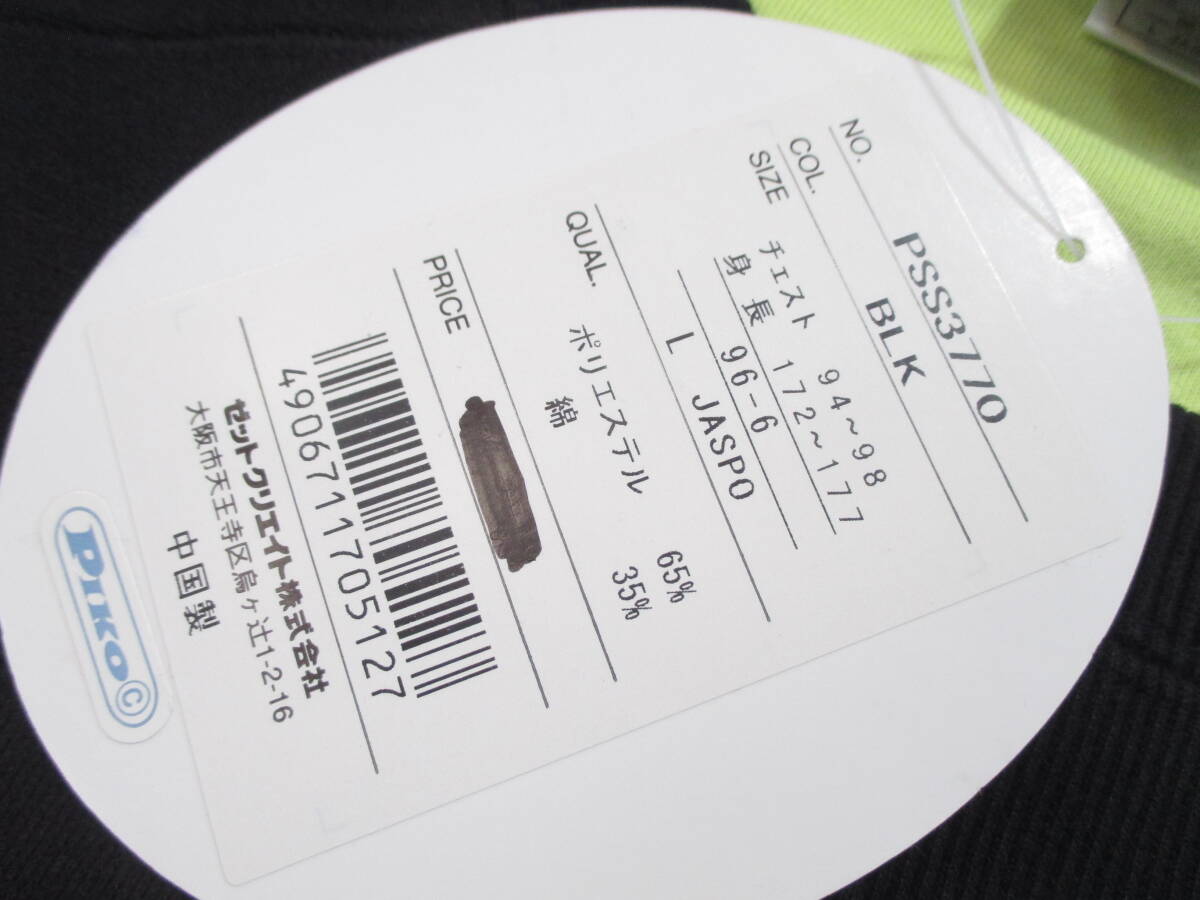 NO. PSS3770
COL. BLK
SIZE チェスト 94~98
身長 172~177
96-6
L JASPO
QUAL. ポリエステル 65%
綿 35%
PRICE
4906711705127
ゼットクリエイト株式会社
大阪市天王寺区烏ヶ辻1-2-16
中国製
PIKO©